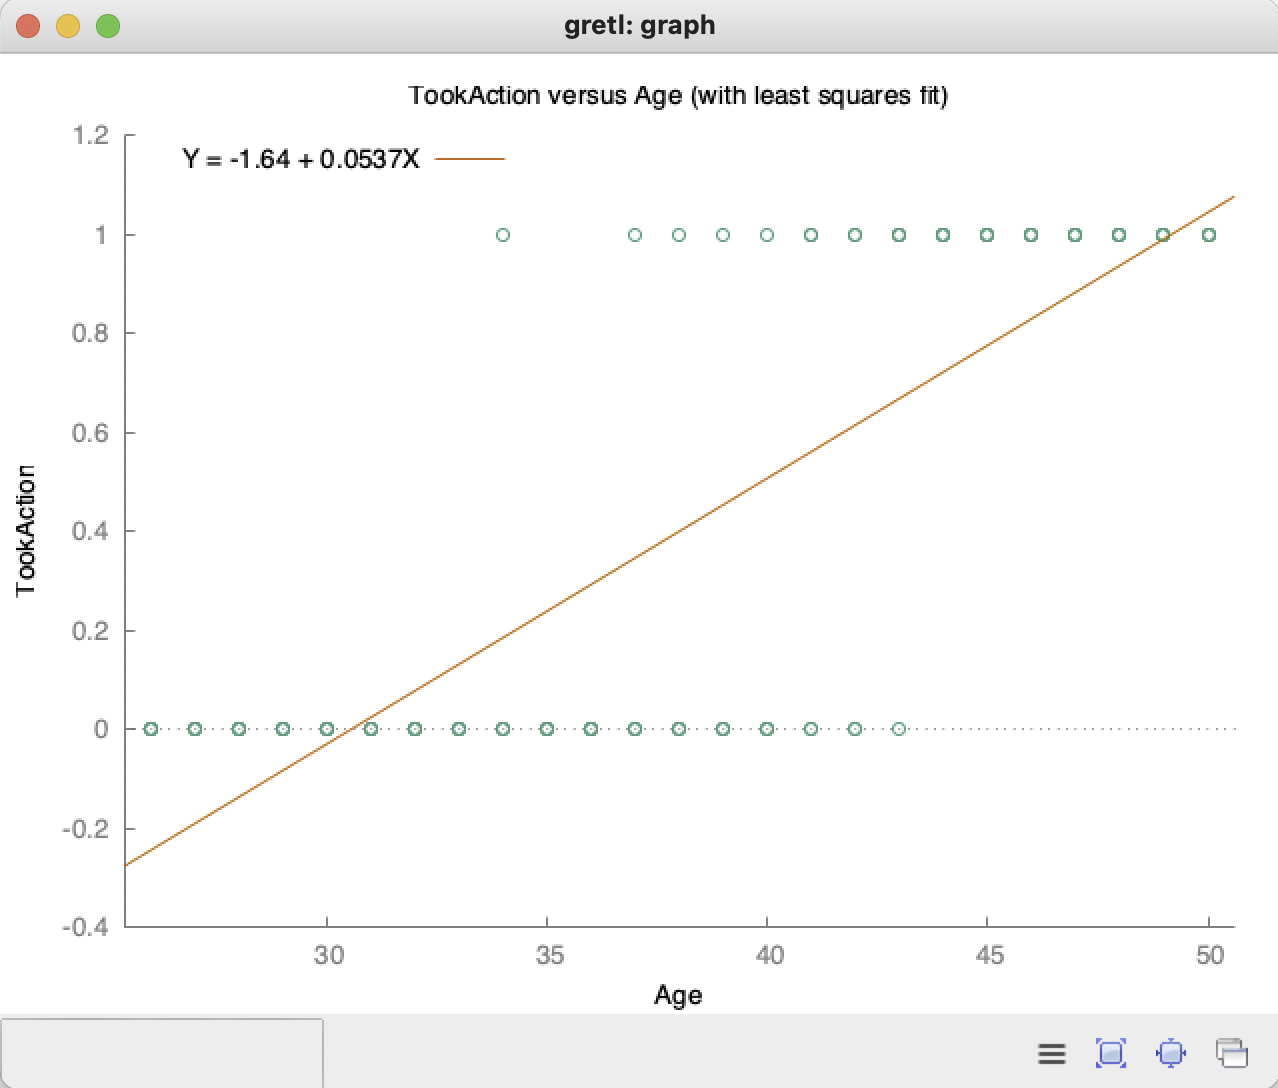 gretl: graph
TookAction versus Age (with least squares fit)
Y = -1.64 + 0.0537X
1.2
1
0.8
0.6
0.4
0.2
0
-0.2
-0.4
TookAction
30 35 40 45 50
Age